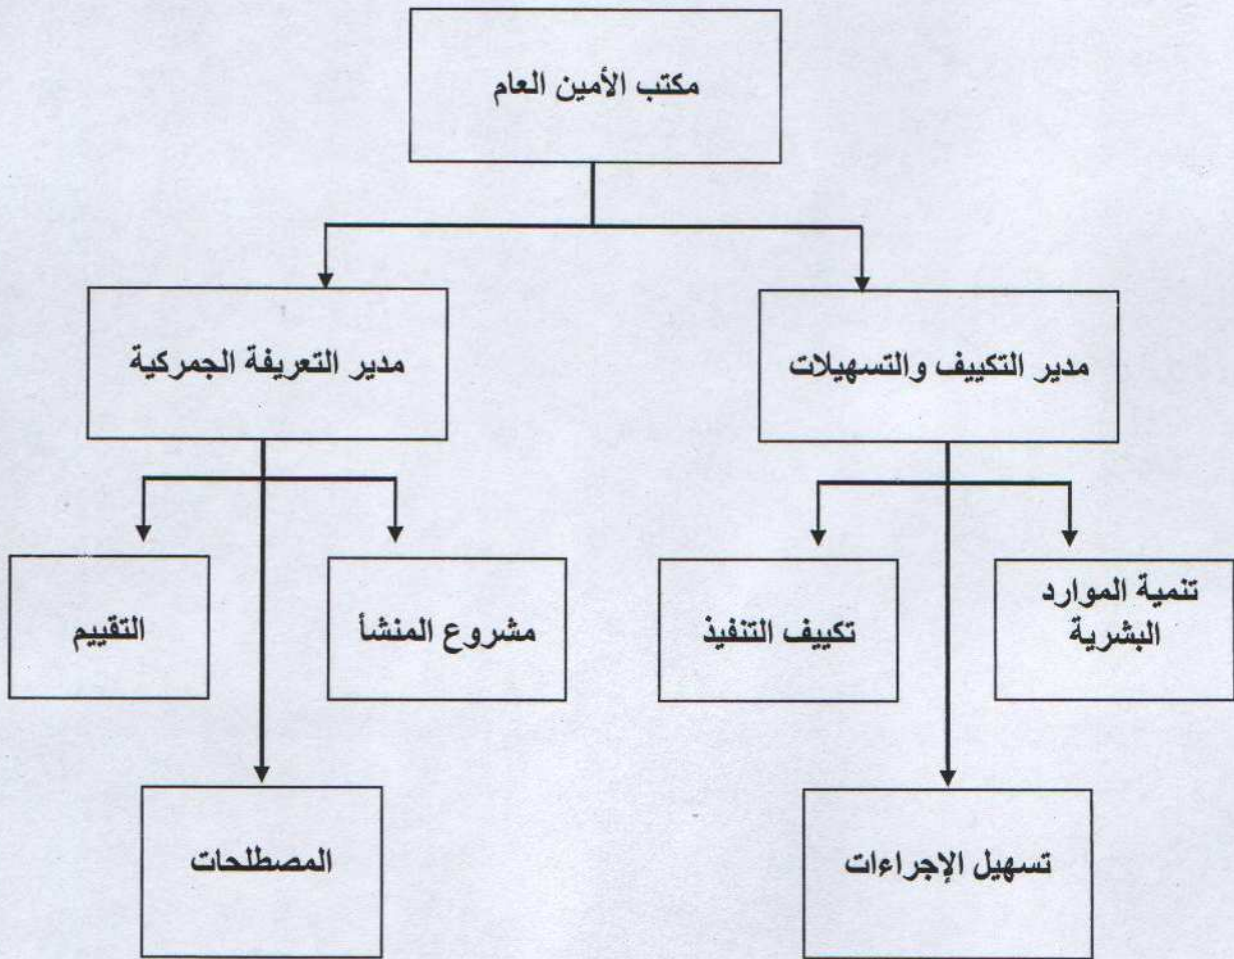 مكتب الأمين العام
مدير التكييف والتسهيلات
مدير التعريفة الجمركية
تنمية الموارد
البشرية
تكييف التنفيذ
مشروع المنشأ
التقييم
تسهيل الإجراءات
المصطلحات